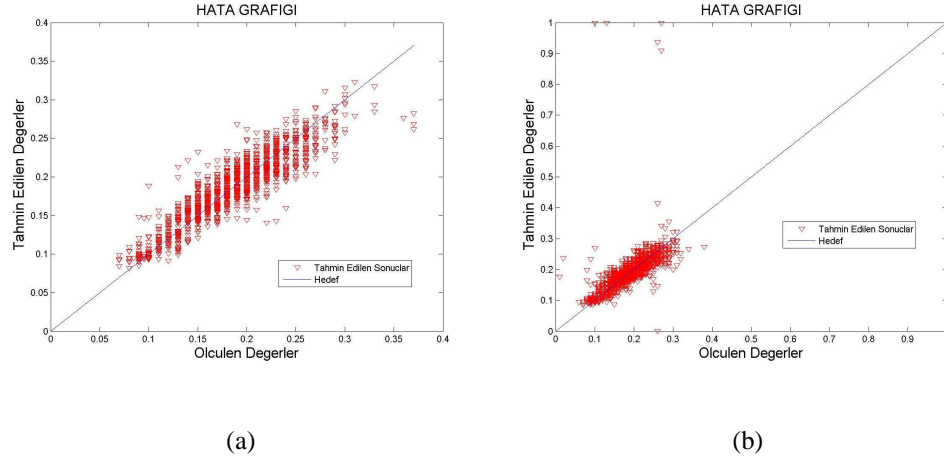 HATA GRAFIGI
0.4
0.35
0.3
0.25
0.2
0.15
0.1
0.05
0
Tahmin Edilen Degerler
Tahmin Edilen Sonuclar
Hedef
0 0.05 0.1 0.15 0.2 0.25 0.3 0.35 0.4
Olculen Degerler
(a)
HATA GRAFIGI
1
0.9
0.8
0.7
0.6
0.5
0.4
0.3
0.2
0.1
0
Tahmin Edilen Degerler
Tahmin Edilen Sonuclar
Hedef
0 0.1 0.2 0.3 0.4 0.5 0.6 0.7 0.8 0.9
Olculen Degerler
(b)